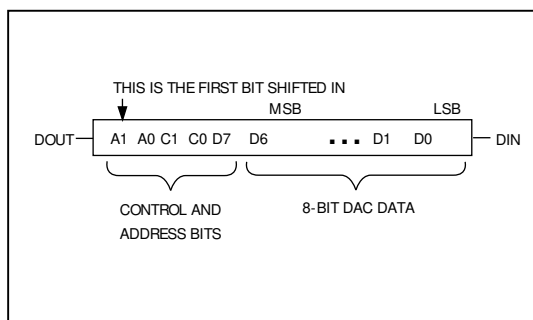 THIS IS THE FIRST BIT SHIFTED IN
MSB LSB
DOUT A1 A0 C1 C0 D7 D6 ... D1 D0 DIN
CONTROL AND
ADDRESS BITS
8-BIT DAC DATA